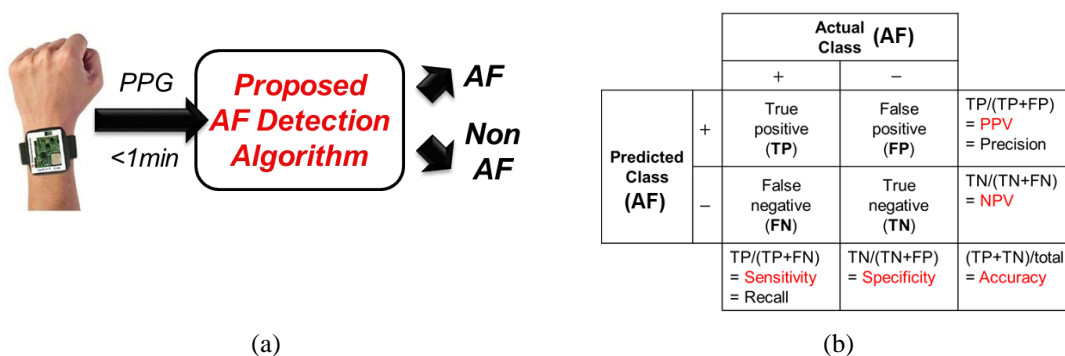 PPG
<1min
Proposed
AF Detection
Algorithm
AF
Non
AF
(a)
Actual
Class (AF)
+
−
Predicted
Class
(AF)
+
True
positive
(TP)
False
positive
(FP)
TP/(TP+FP)
= PPV
= Precision
−
False
negative
(FN)
True
negative
(TN)
TN/(TN+FN)
= NPV
TP/(TP+FN)
= Sensitivity
= Recall
TN/(TN+FP)
= Specificity
(TP+TN)/total
= Accuracy
(b)